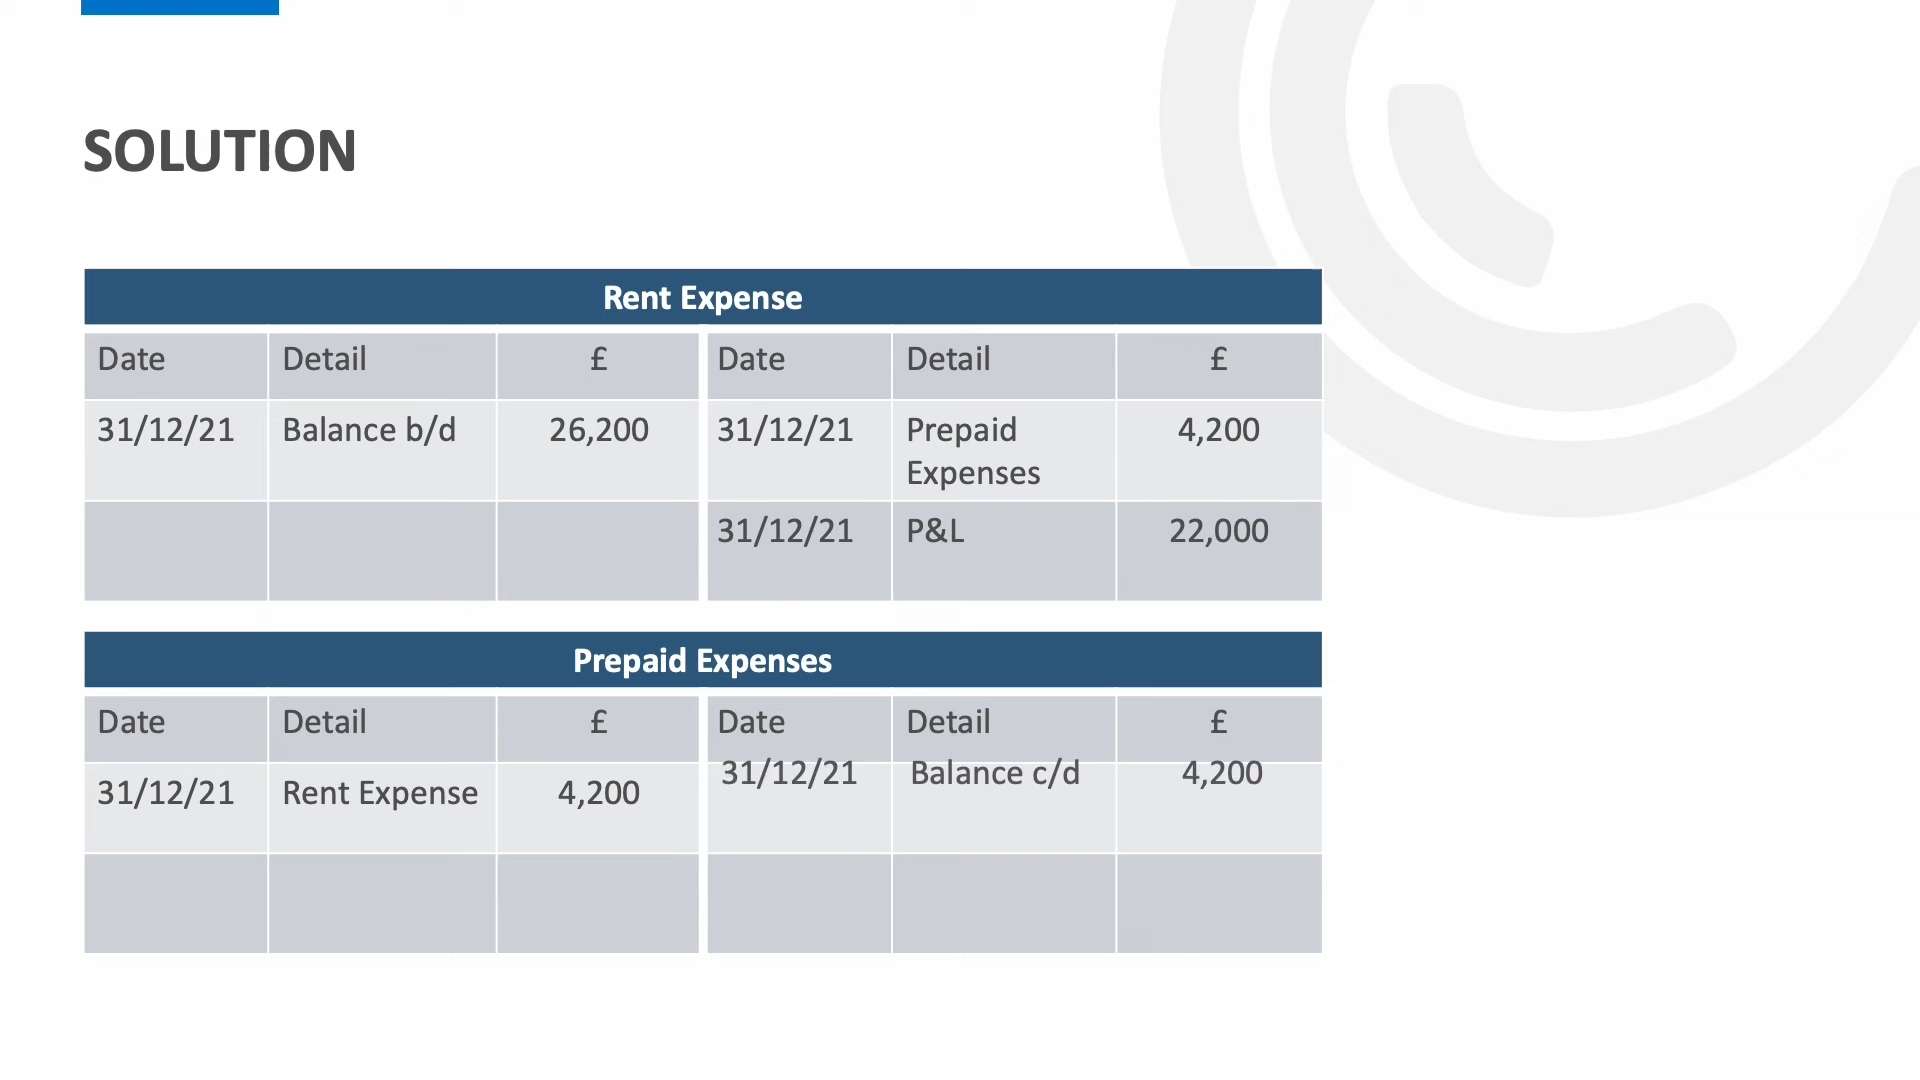 SOLUTION
Rent Expense
Date Detail £ Date Detail £
31/12/21 Balance b/d 26,200 31/12/21 Prepaid 4,200
Expenses
31/12/21 P&L 22,000
Prepaid Expenses
Date Detail £ Date Detail £
31/12/21 Rent Expense 4,200 31/12/21 Balance c/d 4,200